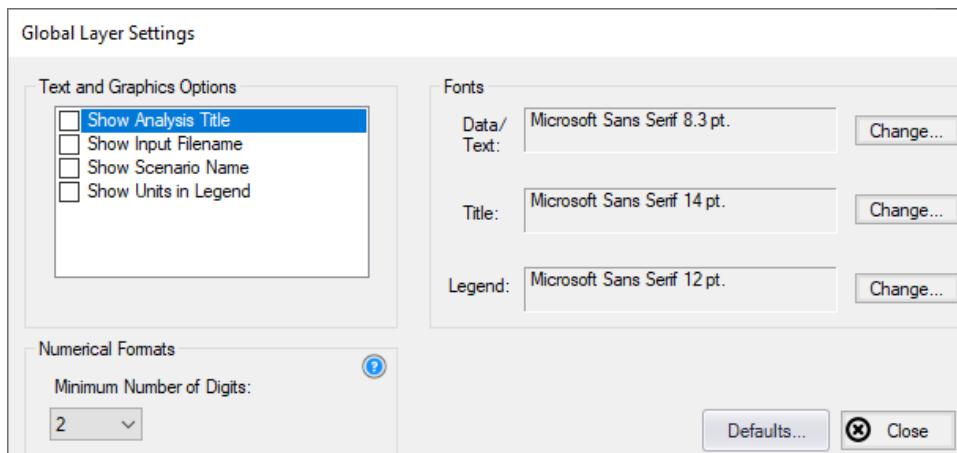 Global Layer Settings
Text and Graphics Options
Show Analysis Title
Show Input Filename
Show Scenario Name
Show Units in Legend
Fonts
Data/
Text:
Microsoft Sans Serif 8.3 pt.
Change...
Title:
Microsoft Sans Serif 14 pt.
Change...
Legend:
Microsoft Sans Serif 12 pt.
Change...
Numerical Formats
?
Minimum Number of Digits:
2
Defaults...
Close